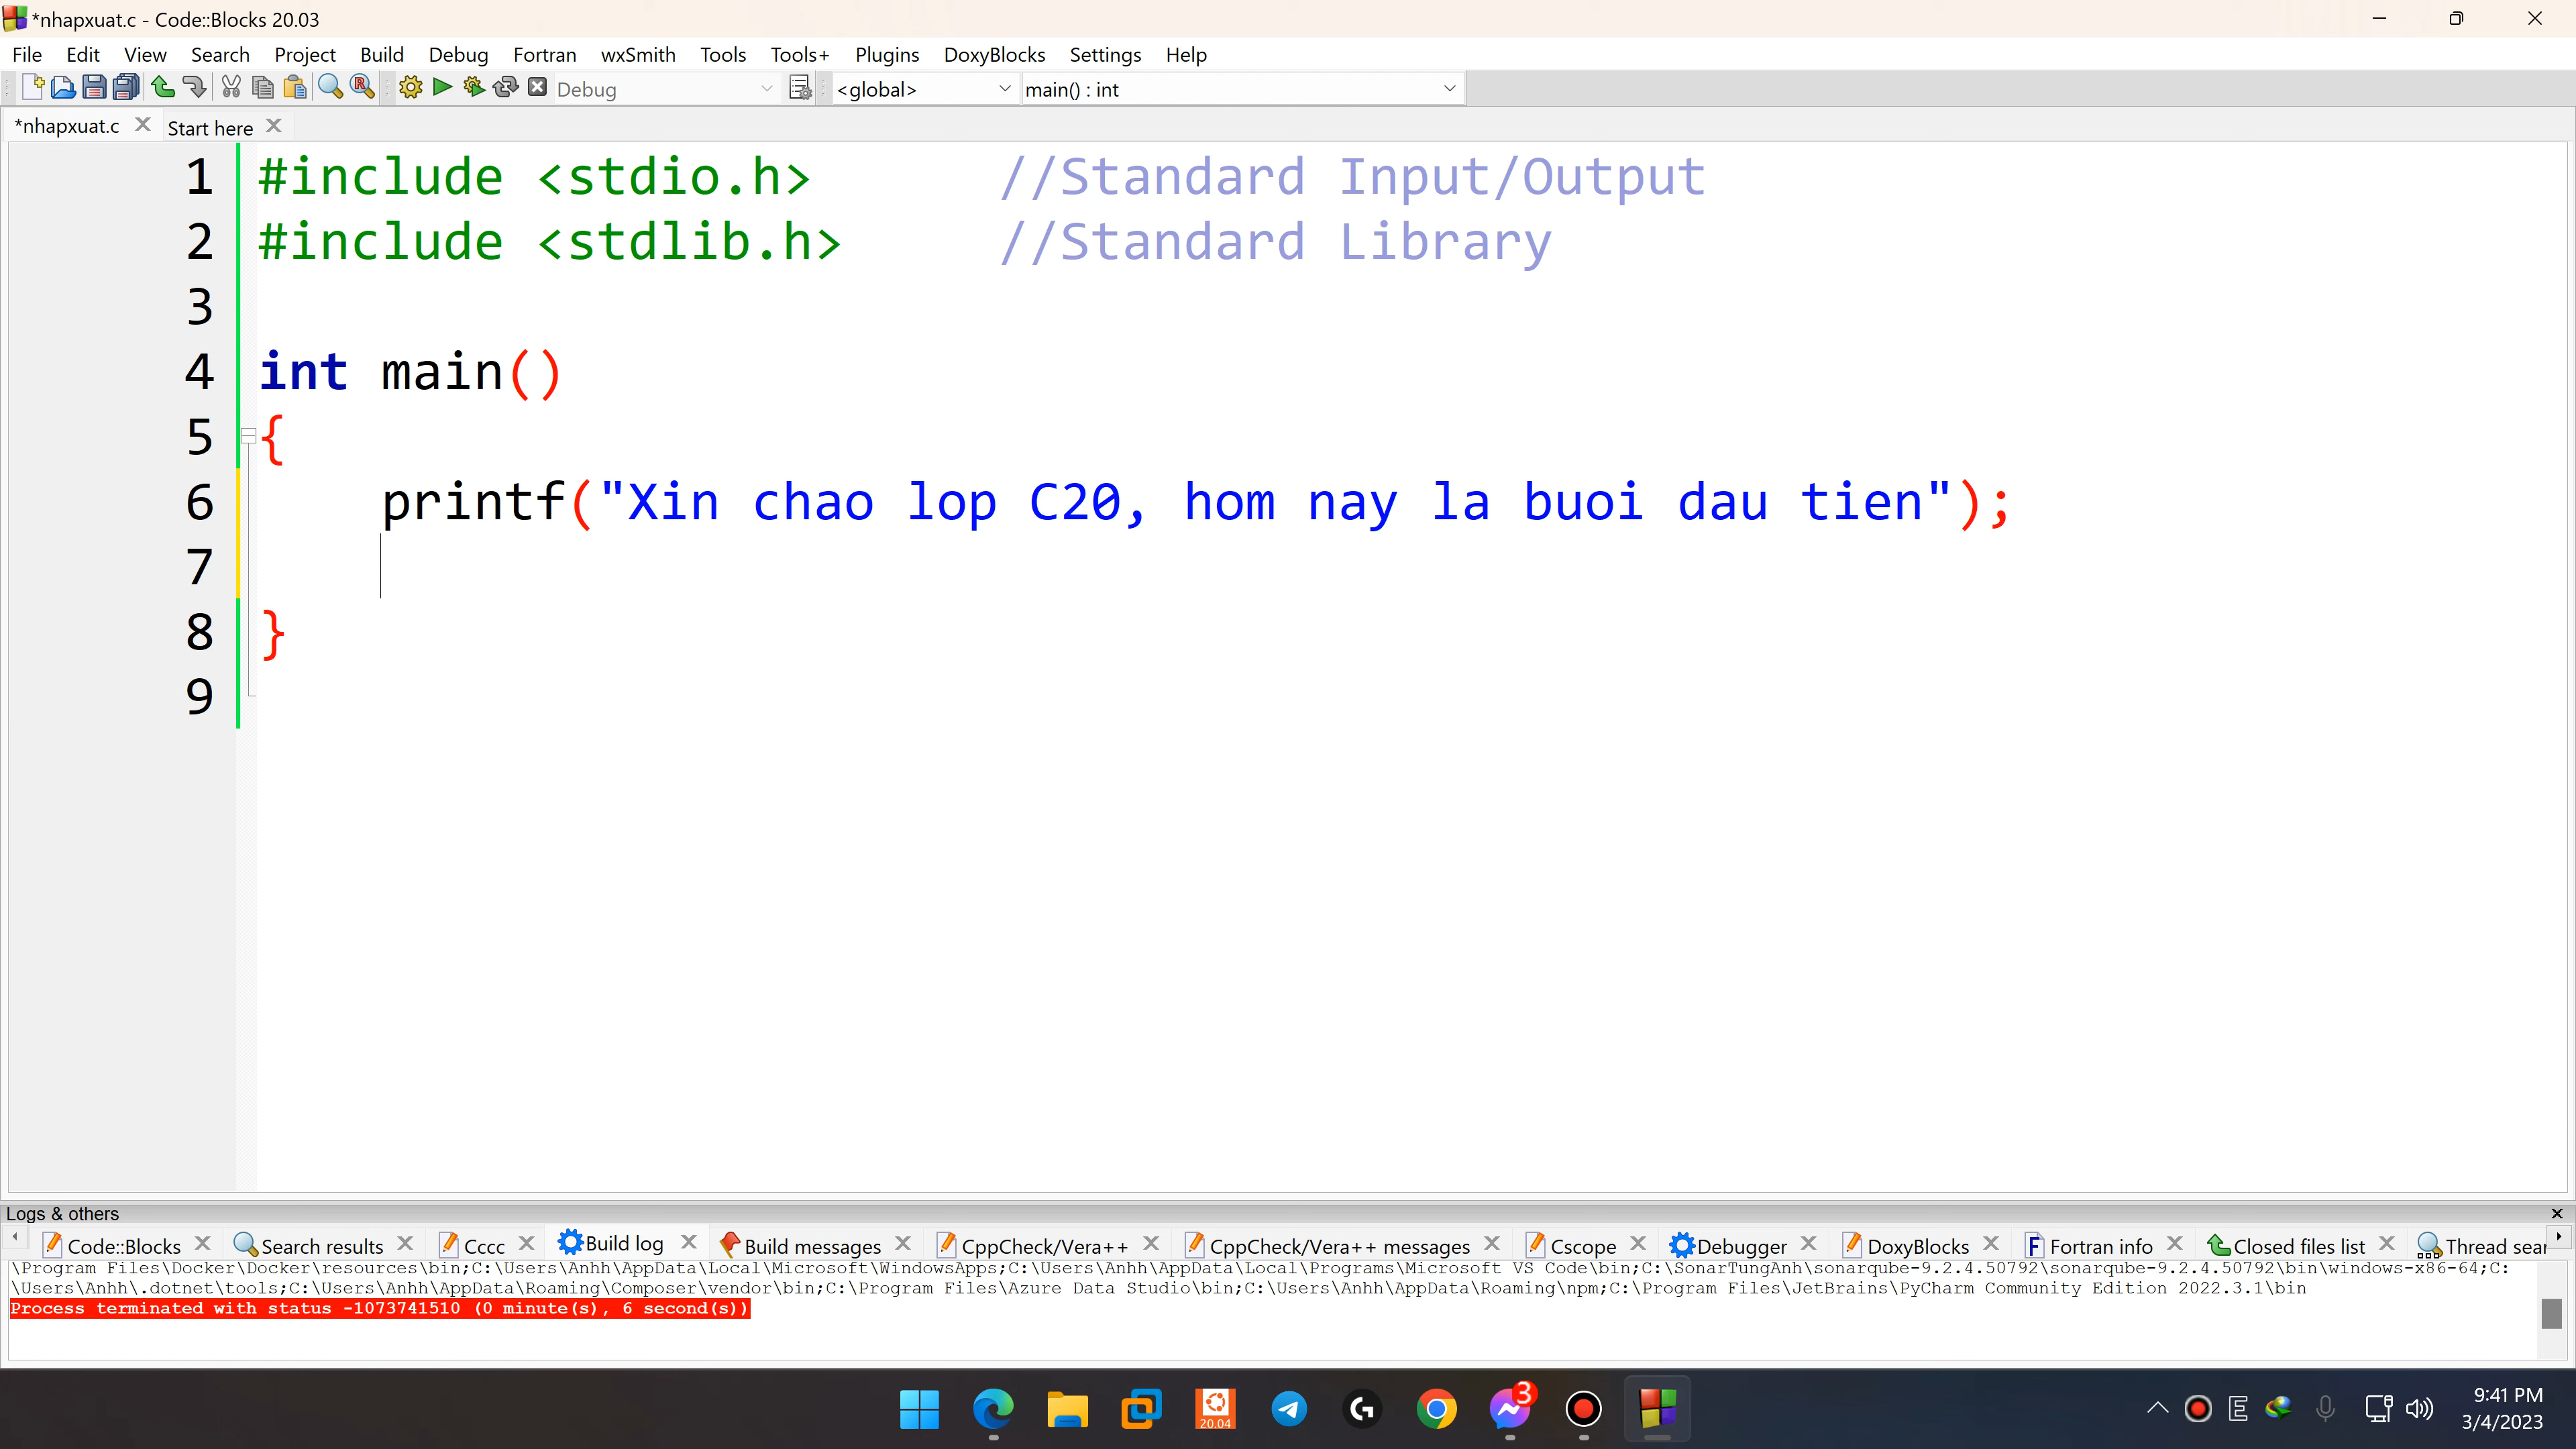 *nhapxuat.c - Code::Blocks 20.03
File Edit View Search Project Build Debug Fortran wxSmith Tools Tools+ Plugins DoxyBlocks Settings Help
Debug <global> main() : int
*nhapxuat.c Start here
1 #include <stdio.h> //Standard Input/Output
2 #include <stdlib.h> //Standard Library
3
4 int main()
5 {
6 printf("Xin chao lop C20, hom nay la buoi dau tien");
7
8 }
9
Logs & others
Code::Blocks Search results Cccc Build log Build messages CppCheck/Vera++ CppCheck/Vera++ messages Cscope Debugger DoxyBlocks Fortran info Closed files list Thread sear
\Program Files\Docker\Docker\resources\bin;C:\Users\Anhh\AppData\Local\Microsoft\WindowsApps;C:\Users\Anhh\AppData\Local\Programs\Microsoft VS Code\bin;C:\SonarTungAnh\sonarqube-9.2.4.50792\sonarqube-9.2.4.50792\bin\windows-x86-64;C:
\Users\Anhh\.dotnet\tools;C:\Users\Anhh\AppData\Roaming\Composer\vendor\bin;C:\Program Files\Azure Data Studio\bin;C:\Users\Anhh\AppData\Roaming\npm;C:\Program Files\JetBrains\PyCharm Community Edition 2022.3.1\bin
Process terminated with status -1073741510 (0 minute(s), 6 second(s))
20.04
3
E
9:41 PM
3/4/2023